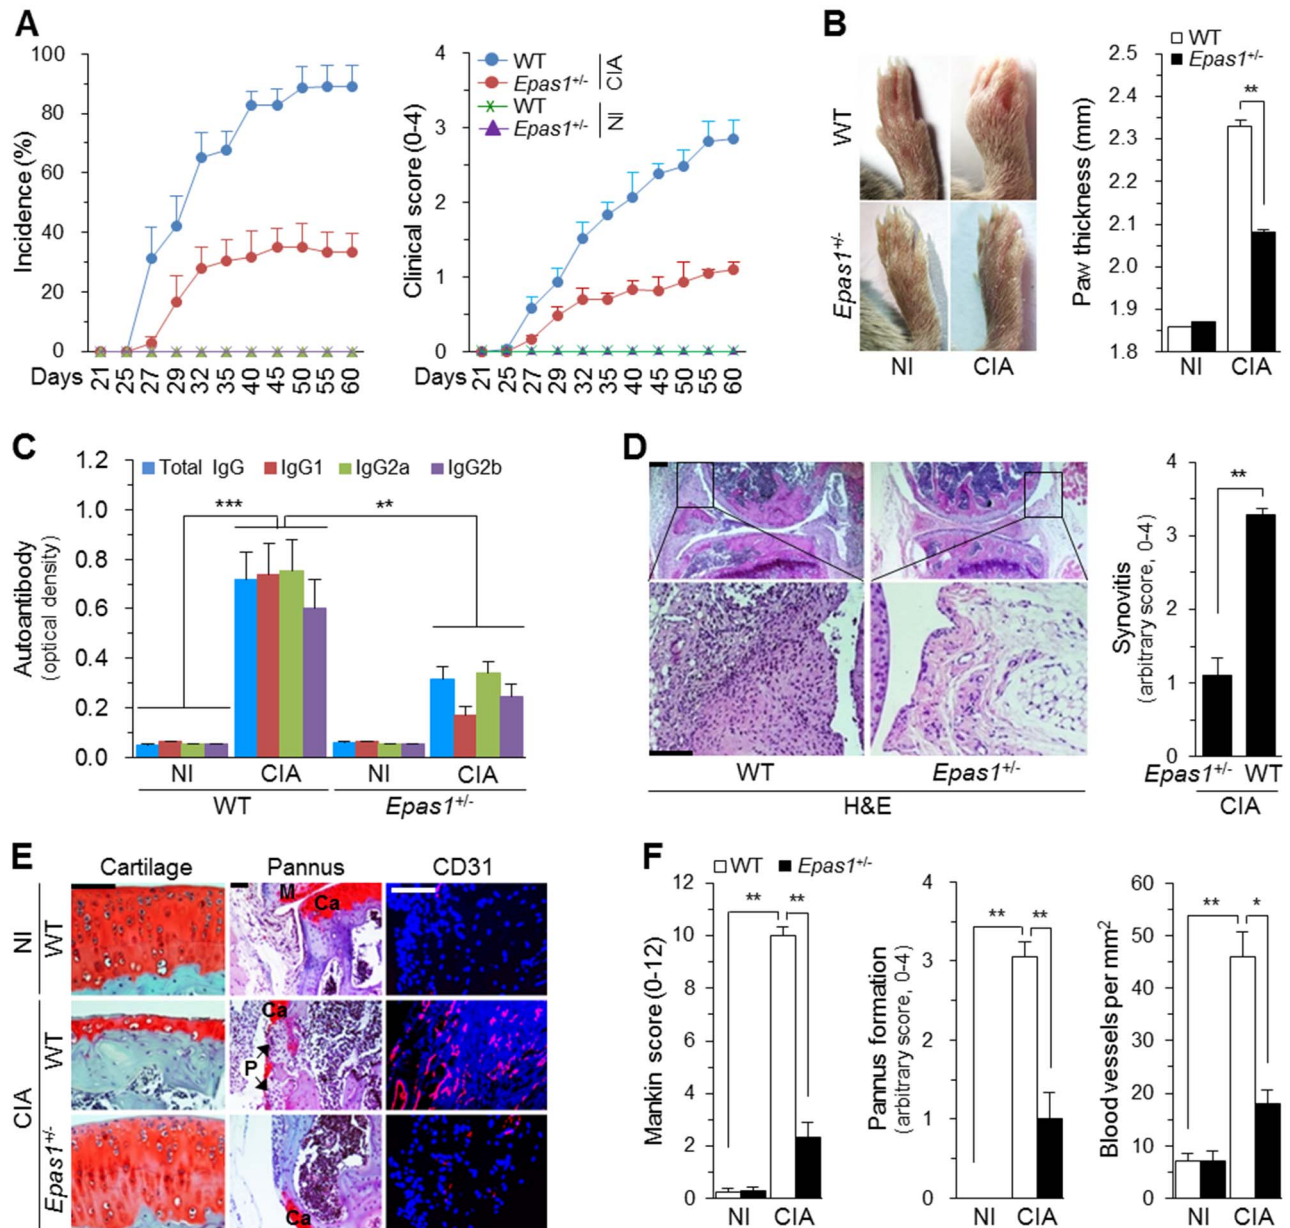 A
Incidence (%)
100
80
60
40
20
0
Days 21 25 27 29 32 35 40 45 50 55 60
Clinical score (0-4)
4
3
2
1
0
WT
Epas1+/-
CIA
WT
Epas1+/-
NI
Days 21 25 27 29 32 35 40 45 50 55 60
B
WT
Epas1+/-
NI CIA
WT
Epas1+/-
Paw thickness (mm)
2.5
2.4
2.3
2.2
2.1
2.0
1.9
1.8
**
NI CIA
C
Total IgG IgG1 IgG2a IgG2b
Autoantibody
(optical density)
1.2
1.0
0.8
0.6
0.4
0.2
0.0
*** **
NI CIA NI CIA
WT Epas1+/-
D
WT Epas1+/-
H&E
Synovitis
(arbitrary score, 0-4)
4
3
2
1
0
**
Epas1+/- WT
CIA
E
Cartilage Pannus CD31
NI
WT
M
Ca
CIA
WT
Ca
P
Epas1+/-
Ca
F
WT Epas1+/-
Mankin score (0-12)
12
10
8
6
4
2
0
** **
NI CIA
Pannus formation
(arbitrary score, 0-4)
4
3
2
1
0
** **
NI CIA
Blood vessels per mm2
60
50
40
30
20
10
0
** *
NI CIA